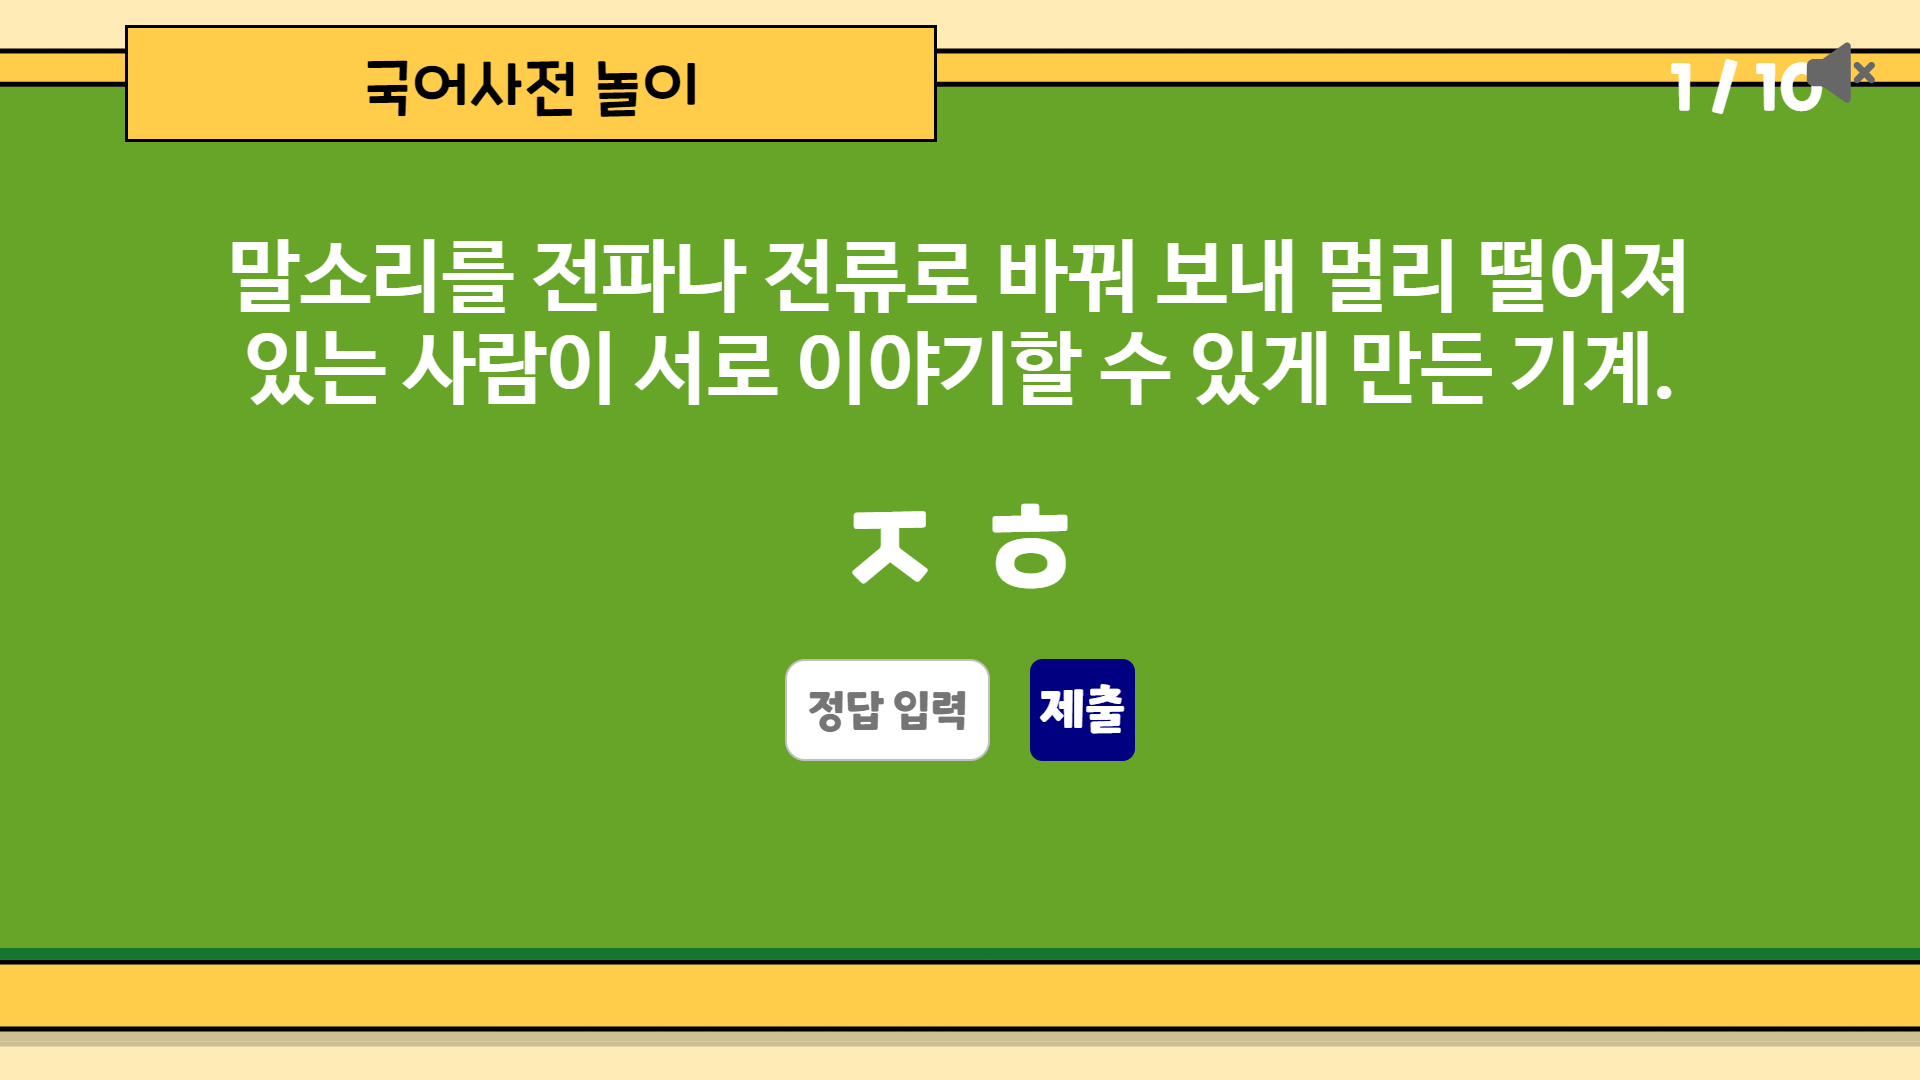 국어사전 놀이
1 / 10
말소리를 전파나 전류로 바꿔 보내 멀리 떨어져
있는 사람이 서로 이야기할 수 있게 만든 기계.
ㅈ ㅎ
정답 입력
제출